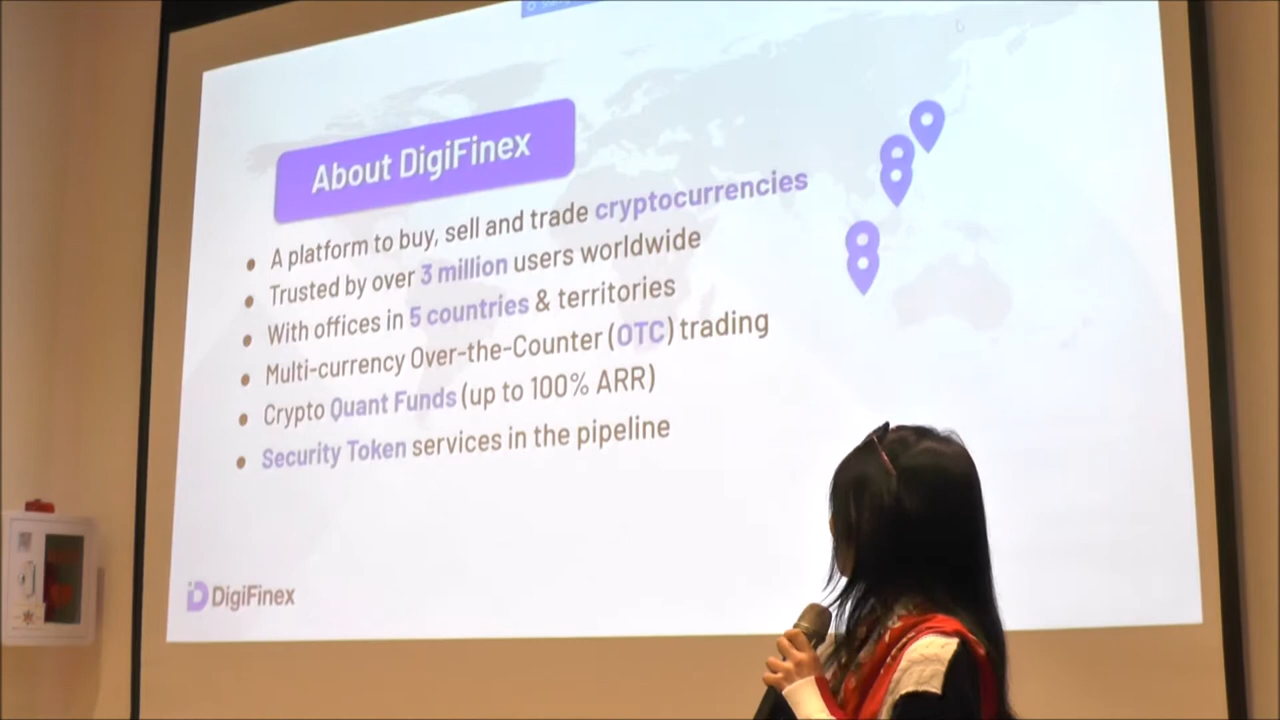 About DigiFinex
A platform to buy, sell and trade cryptocurrencies
Trusted by over 3 million users worldwide
With offices in 5 countries & territories
Multi-currency Over-the-Counter (OTC) trading
Crypto Quant Funds (up to 100% ARR)
Security Token services in the pipeline
DigiFinex